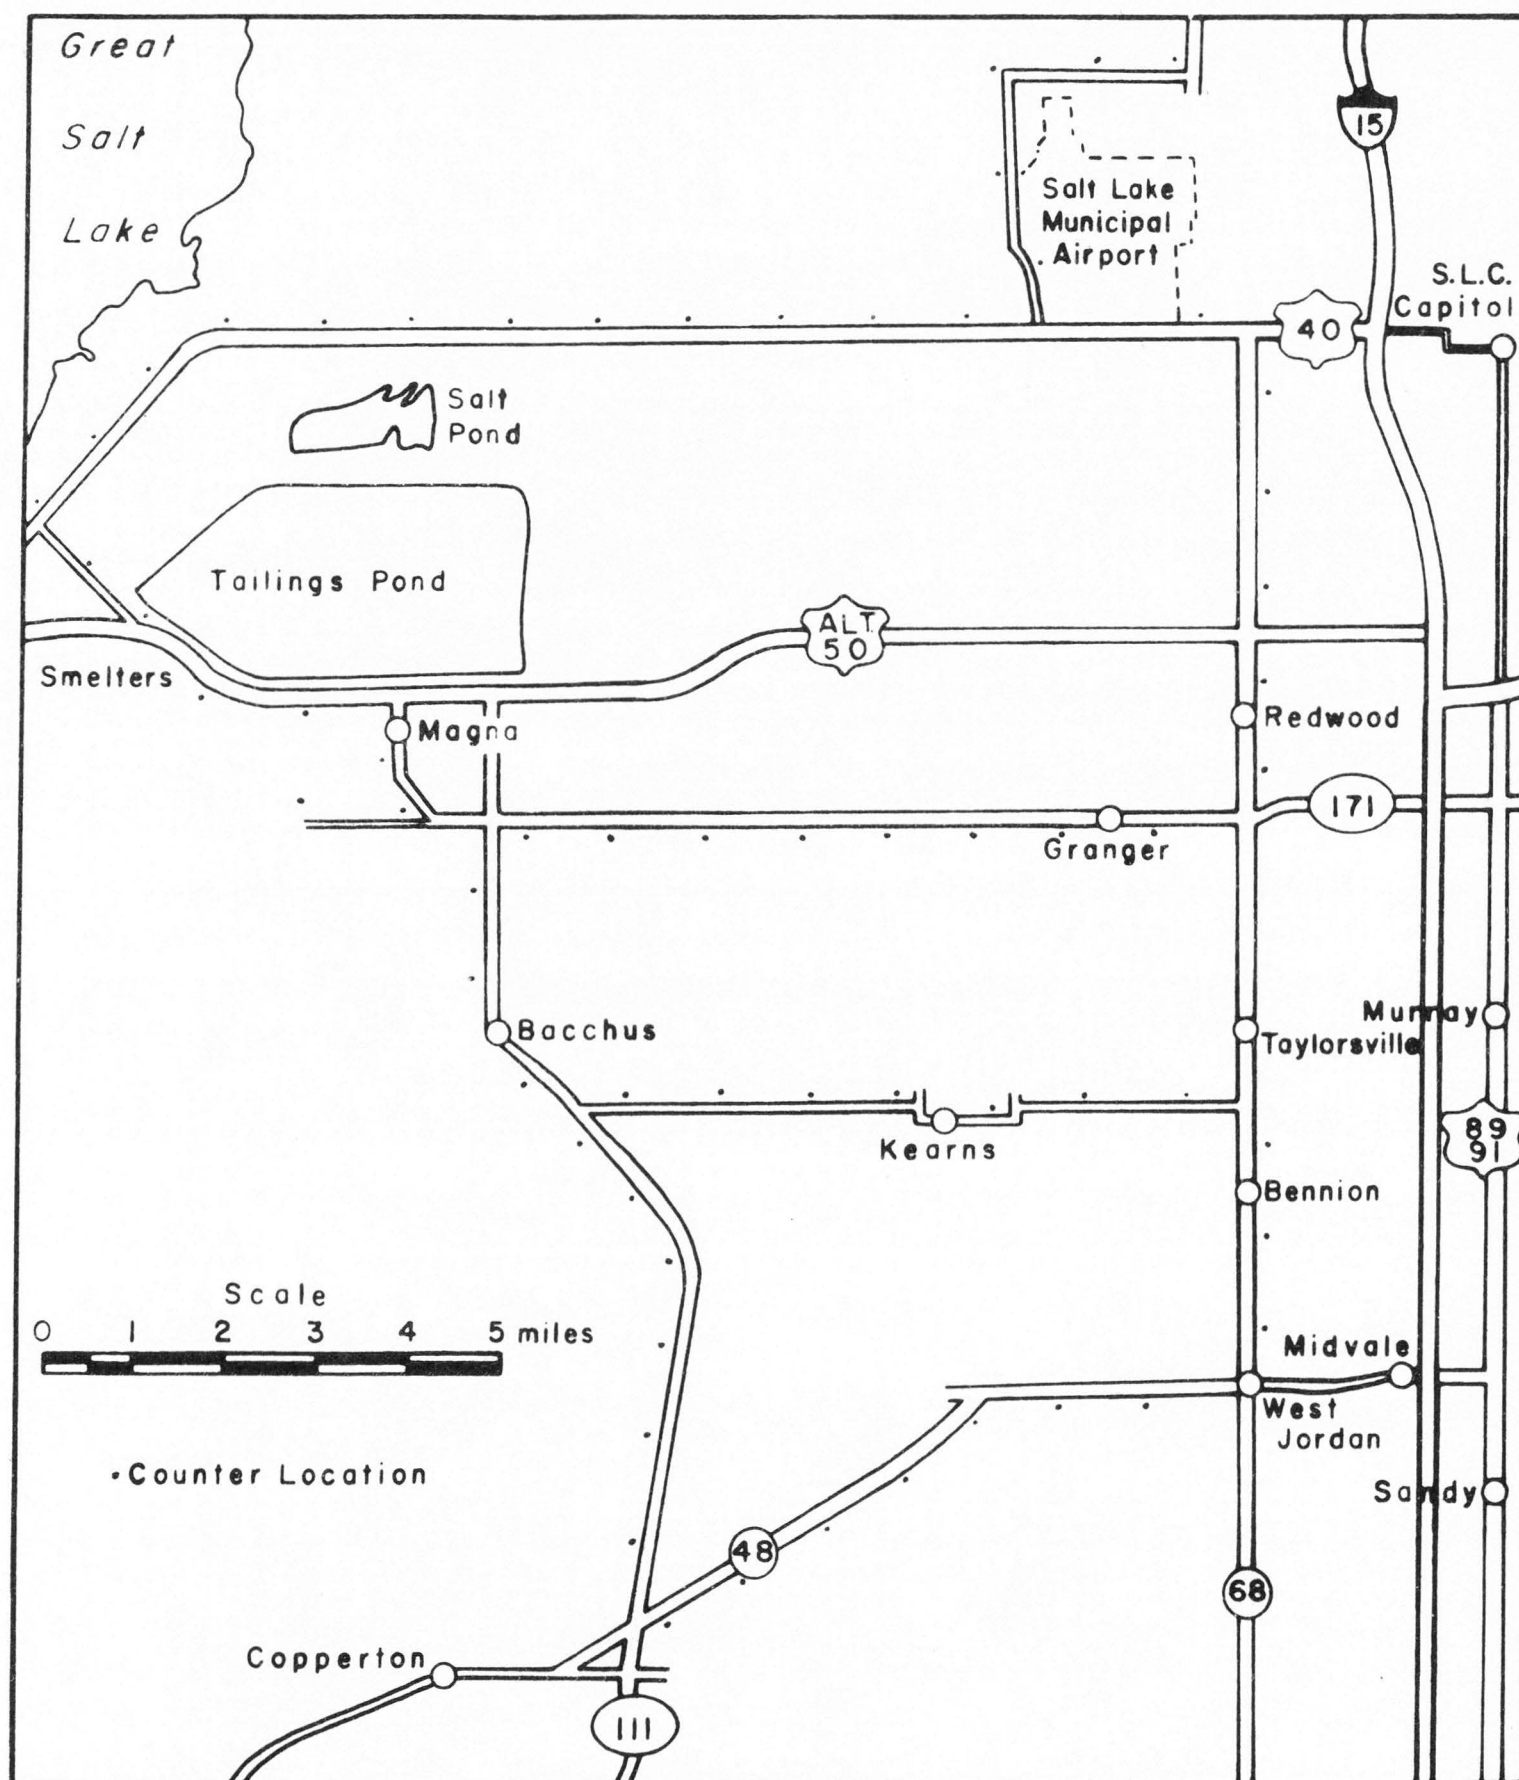 Great
Salt
Lake
15
Salt Lake
Municipal
Airport
S.L.C.
Capitol
40
Salt
Pond
Tailings Pond
ALT.
50
Smelters
Magna
Redwood
171
Granger
Bacchus
Murray
Taylorsville
Kearns
89
91
Bennion
Scale
0 1 2 3 4 5 miles
Midvale
West
Jordan
•Counter Location
Sandy
48
68
Copperton
111